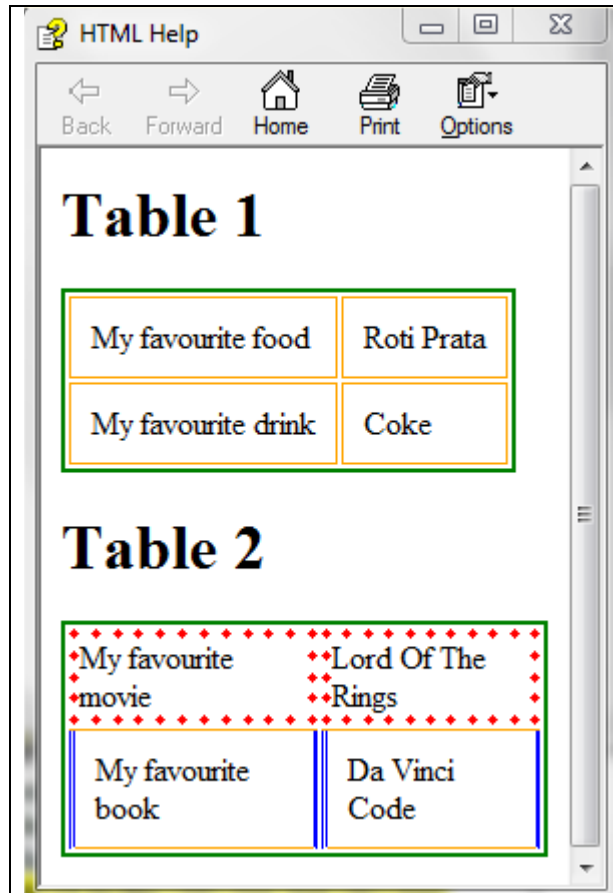 HTML Help
Back Forward Home Print Options
Table 1
My favourite food Roti Prata
My favourite drink Coke
Table 2
My favourite Lord Of The
movie Rings
My favourite Da Vinci
book Code